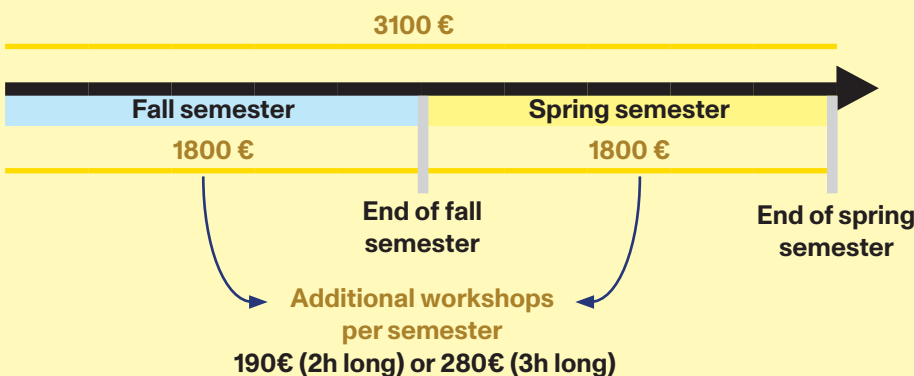 3100 €
Fall semester
Spring semester
1800 €
1800 €
End of fall
semester
End of spring
semester
Additional workshops
per semester
190€ (2h long) or 280€ (3h long)